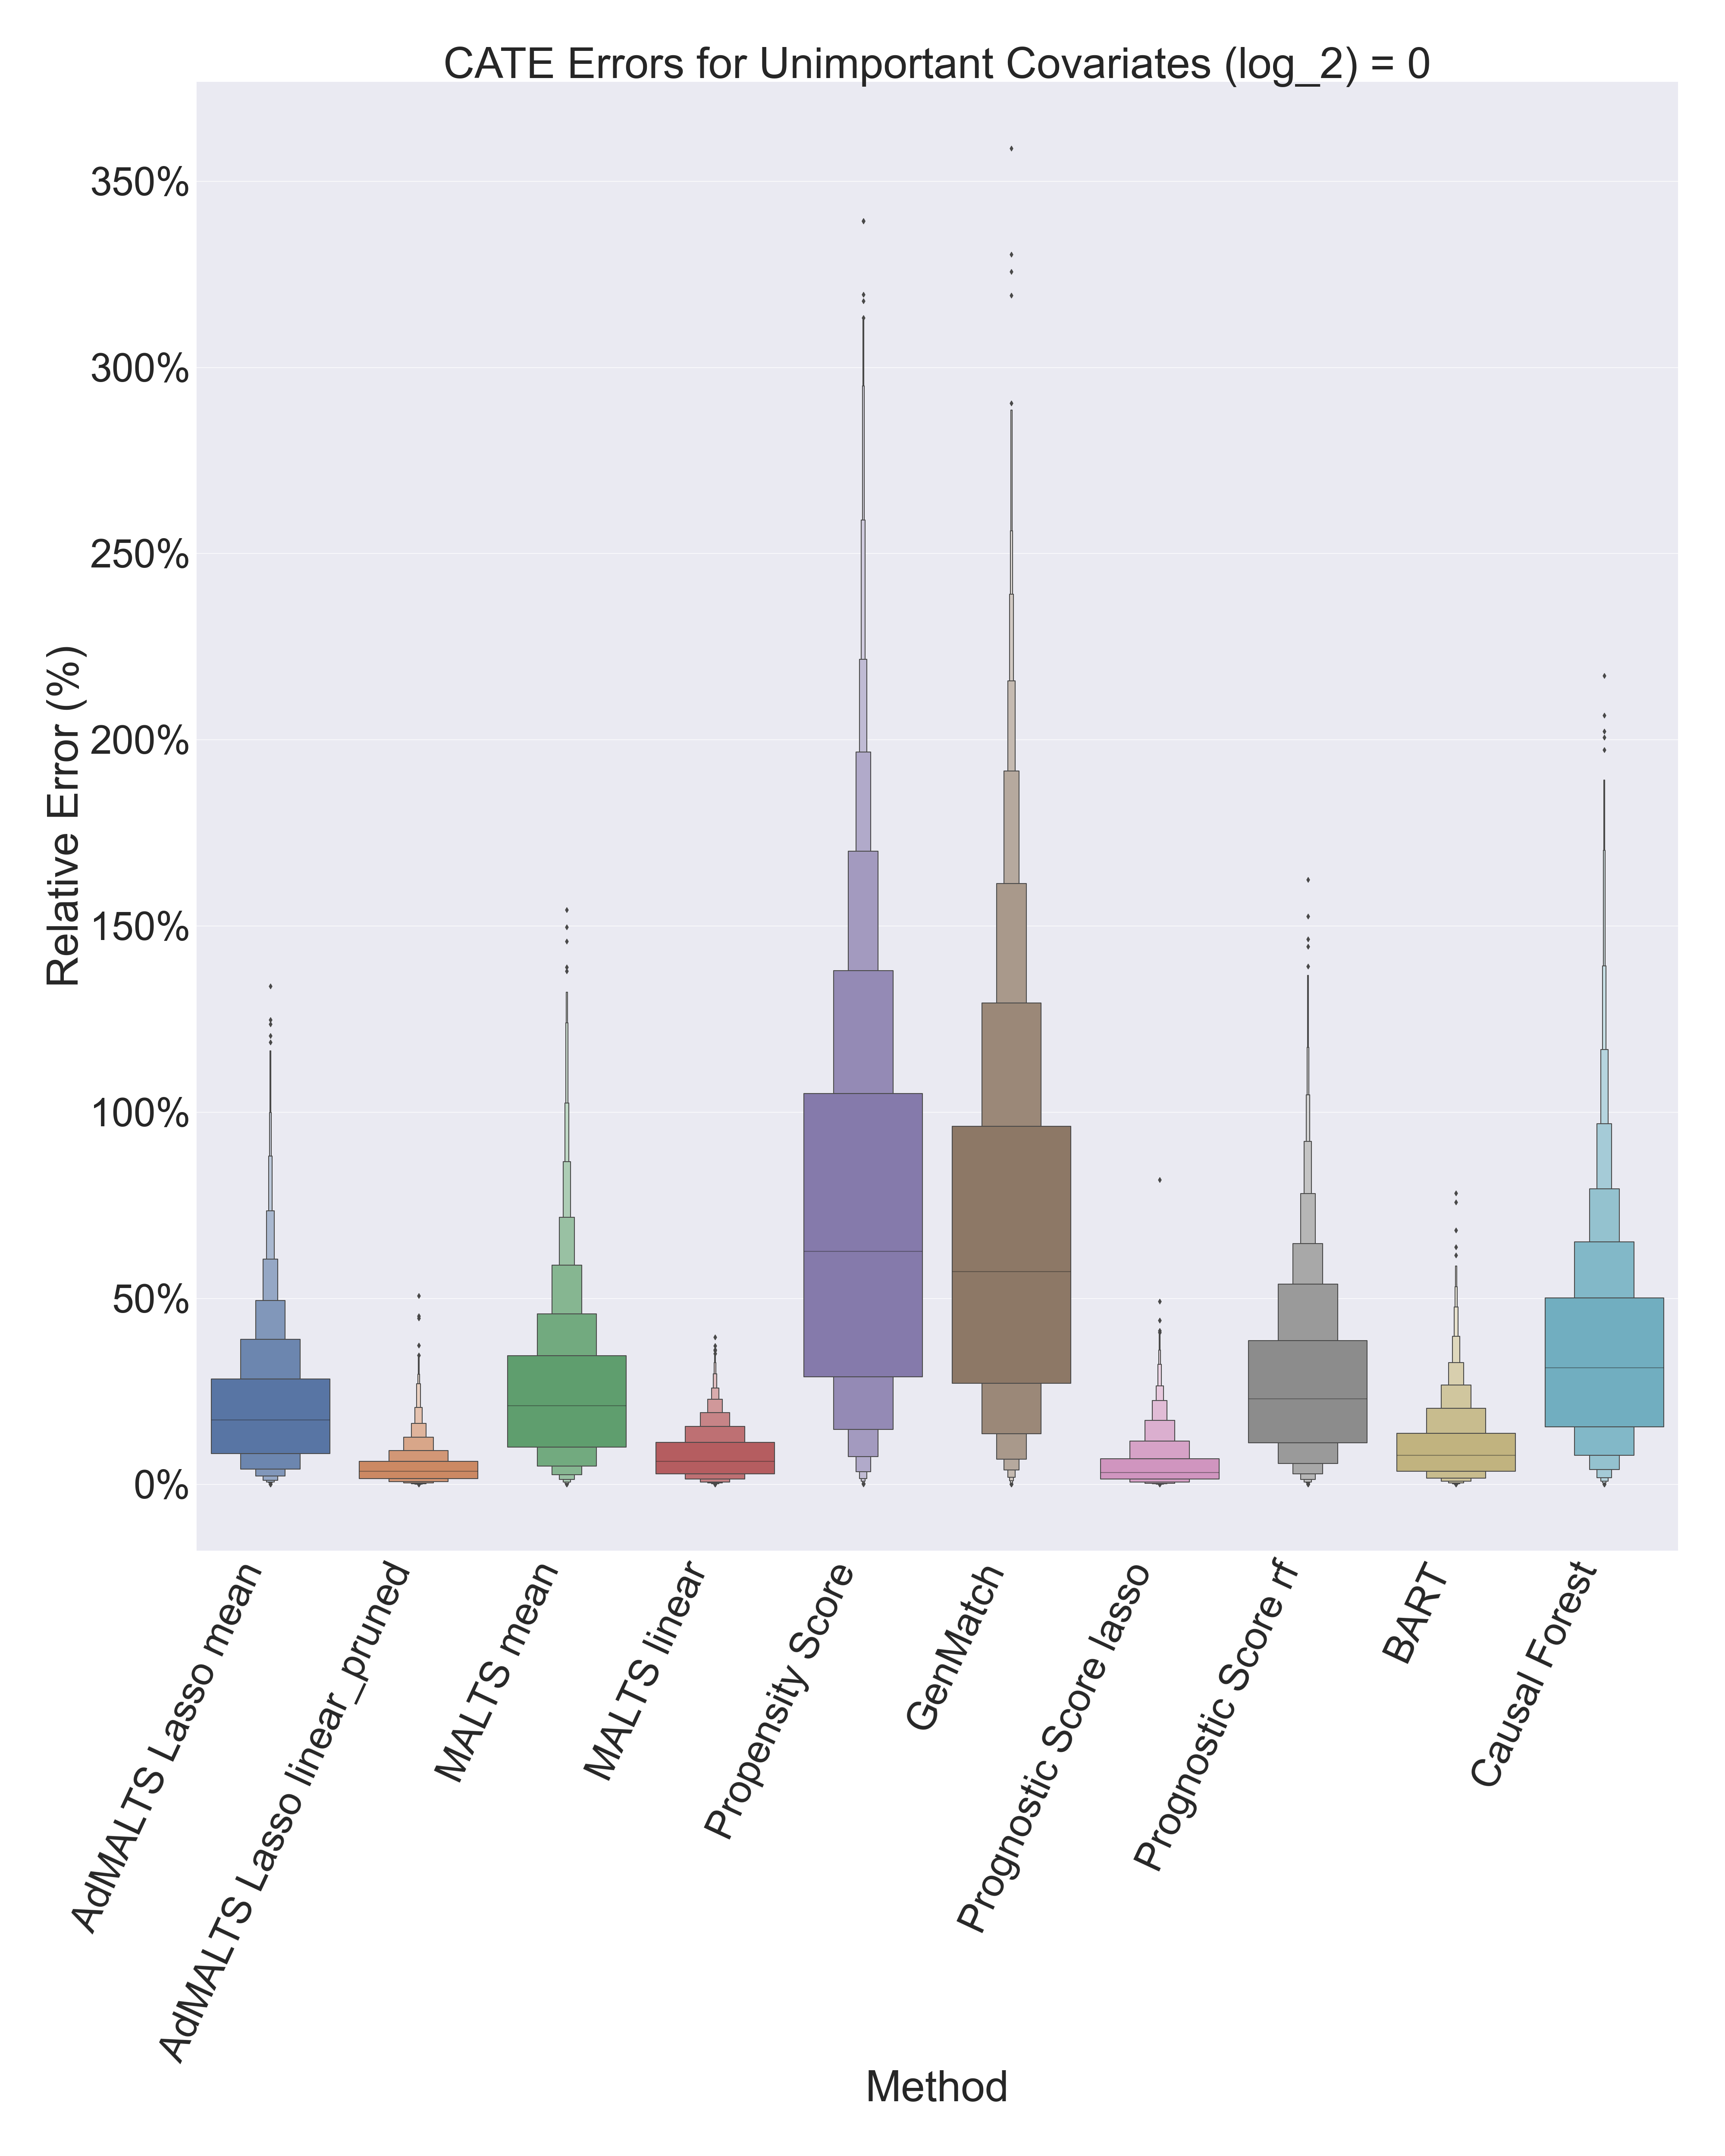 CATE Errors for Unimportant Covariates (log_2) = 0
350%
300%
250%
200%
150%
100%
50%
0%
Relative Error (%)
AdMALTS Lasso mean
AdMALTS Lasso linear_pruned
MALTS mean
MALTS linear
Propensity Score
GenMatch
Prognostic Score lasso
Prognostic Score rf
BART
Causal Forest
Method